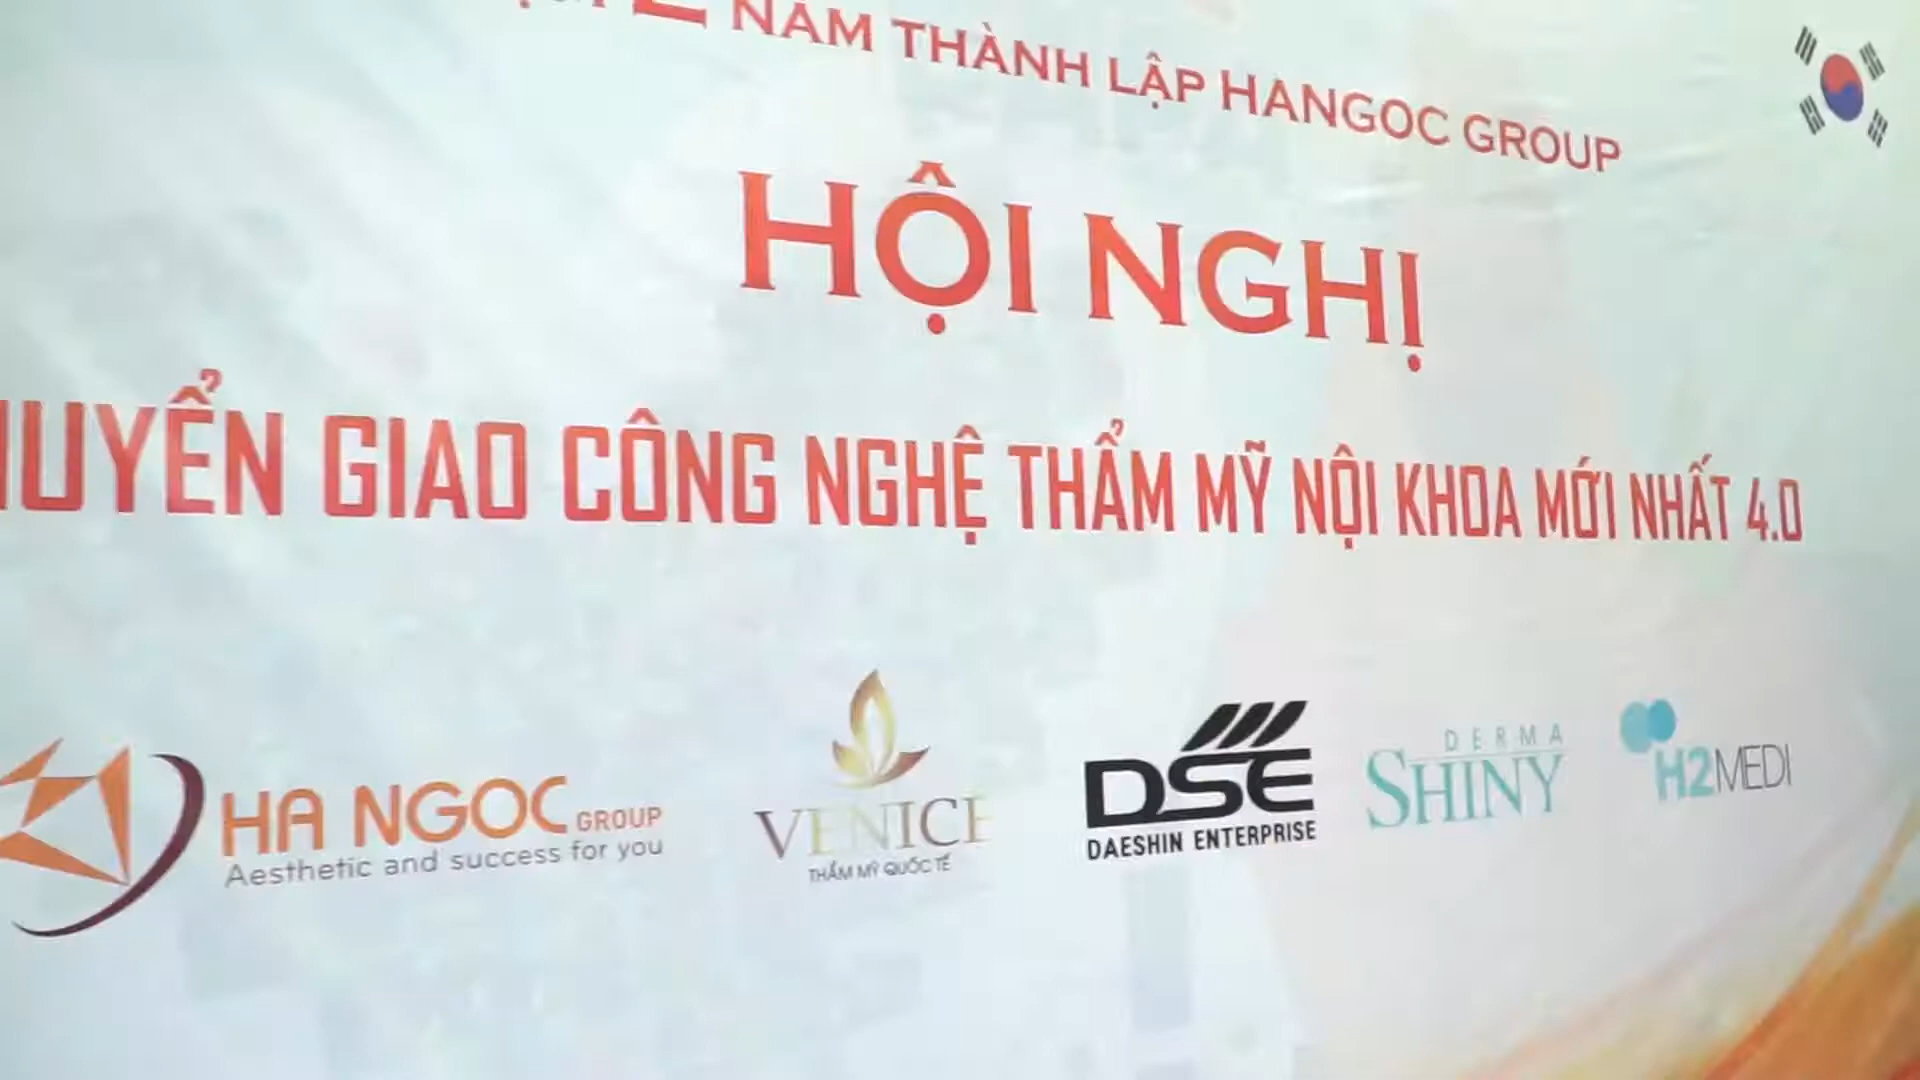 NĂM THÀNH LẬP HANGOC GROUP
HỘI NGHỊ
HUYỂN GIAO CÔNG NGHỆ THẨM MỸ NỘI KHOA MỚI NHẤT 4.0
HA NGOC GROUP
Aesthetic and success for you
VENICE
THẨM MỸ QUỐC TẾ
DSE
DAESHIN ENTERPRISE
DERMA
SHINY
H2MEDI